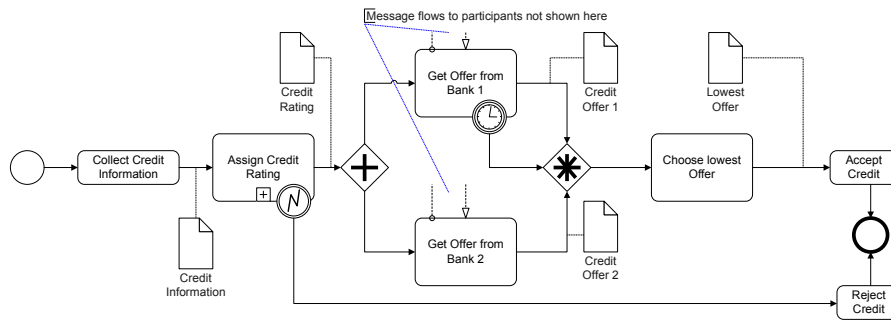 Message flows to participants not shown here
Credit
Rating
Get Offer from
Bank 1
Credit
Offer 1
Lowest
Offer
Collect Credit
Information
Assign Credit
Rating
Choose lowest
Offer
Accept
Credit
Get Offer from
Bank 2
Credit
Offer 2
Credit
Information
Reject
Credit